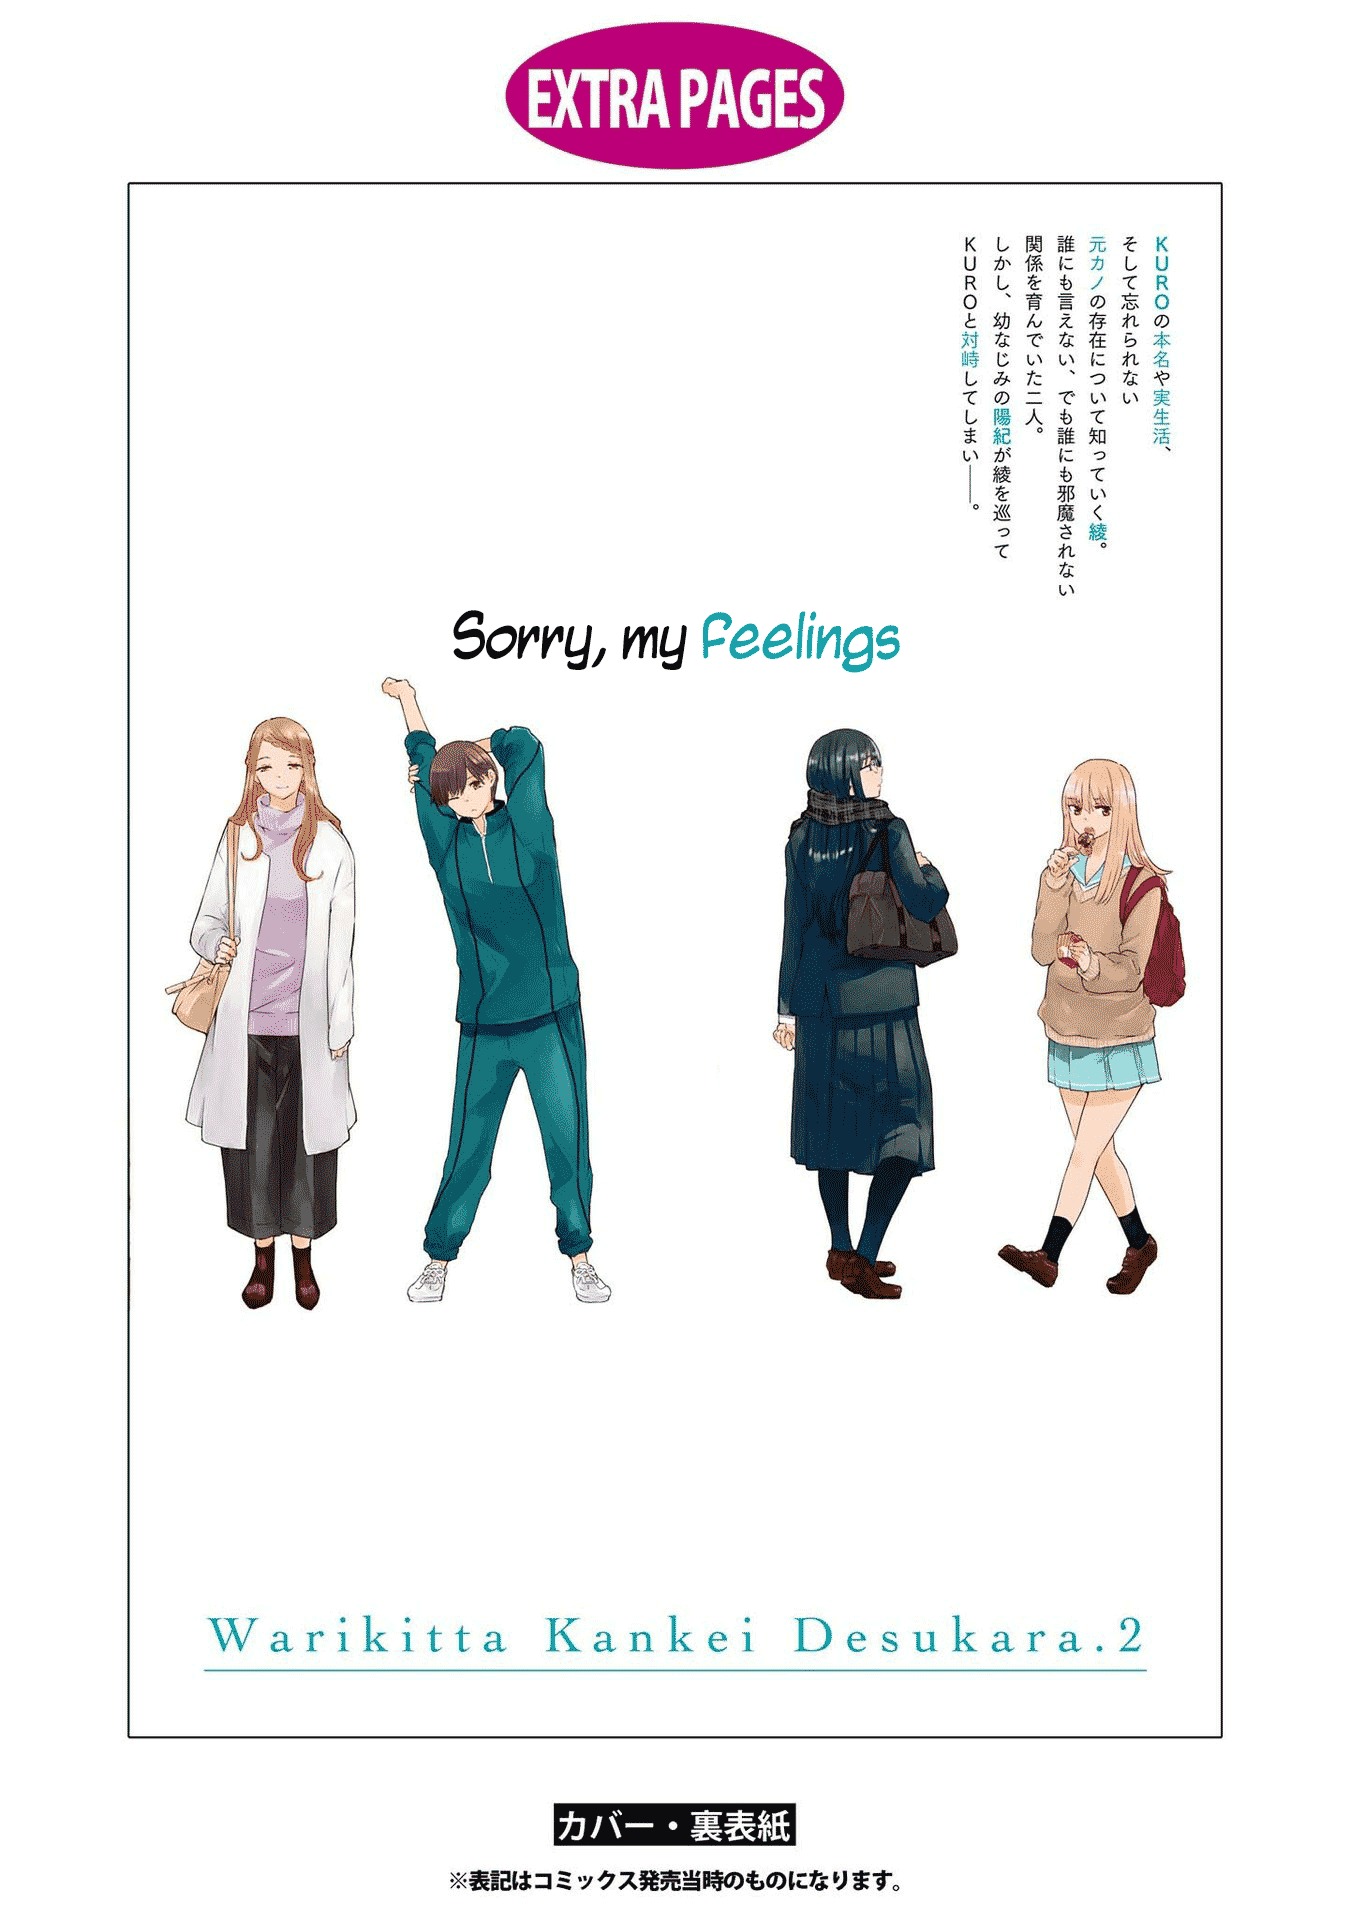 EXTRA PAGES
KUROの本名や実生活、
そして忘れられない
元カノの存在について知っていく綾。
誰にも言えない、でも誰にも邪魔されない
関係を育んでいた二人。
しかし、幼なじみの陽紀が綾を巡って
KUROと対峙してしまい――。
Sorry, my feelings
Warikitta Kankei Desukara.2
カバー・裏表紙
※表記はコミックス発売当時のものになります。